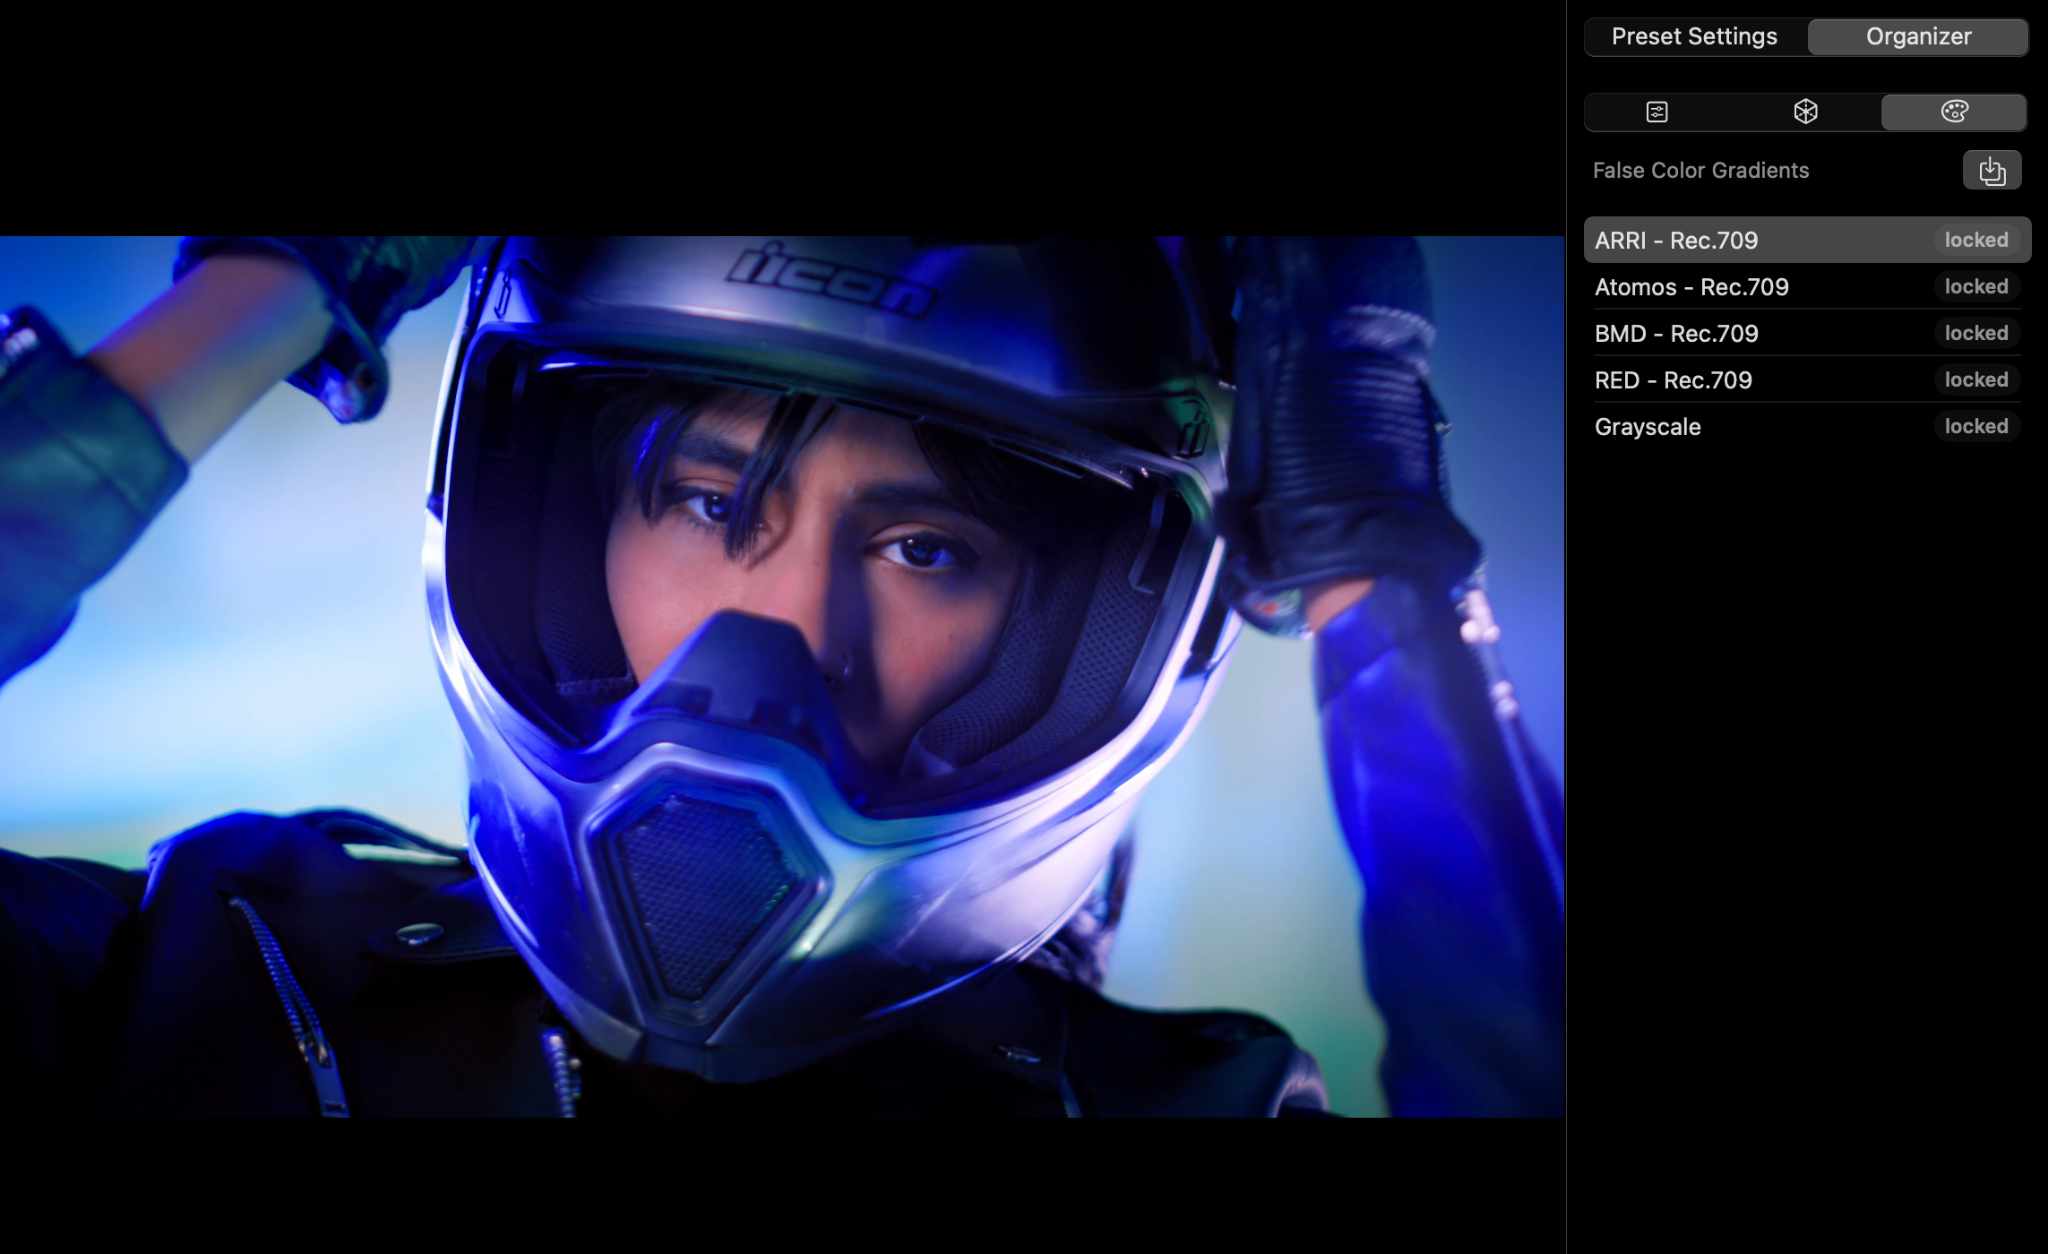 Preset Settings Organizer
False Color Gradients
ARRI - Rec.709 locked
Atomos - Rec.709 locked
BMD - Rec.709 locked
RED - Rec.709 locked
Grayscale locked
icon